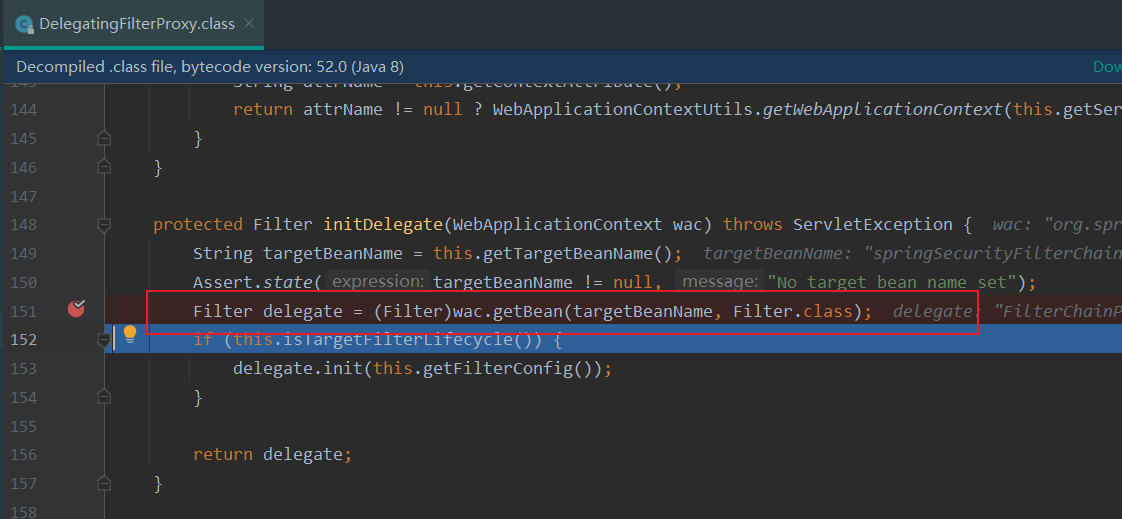 DelegatingFilterProxy.class
Decompiled .class file, bytecode version: 52.0 (Java 8)
144 return attrName != null ? WebApplicationContextUtils.getWebApplicationContext(this.getSer
145 }
146 }
147
148 protected Filter initDelegate(WebApplicationContext wac) throws ServletException { wac: "org.spr
149 String targetBeanName = this.getTargetBeanName(); targetBeanName: "springSecurityFilterChain
150 Assert.state( expression: targetBeanName != null, message: "No target bean name set");
151 Filter delegate = (Filter)wac.getBean(targetBeanName, Filter.class); delegate: "FilterChainP
152 if (this.isTargetFilterLifecycle()) {
153 delegate.init(this.getFilterConfig());
154 }
155
156 return delegate;
157 }
158